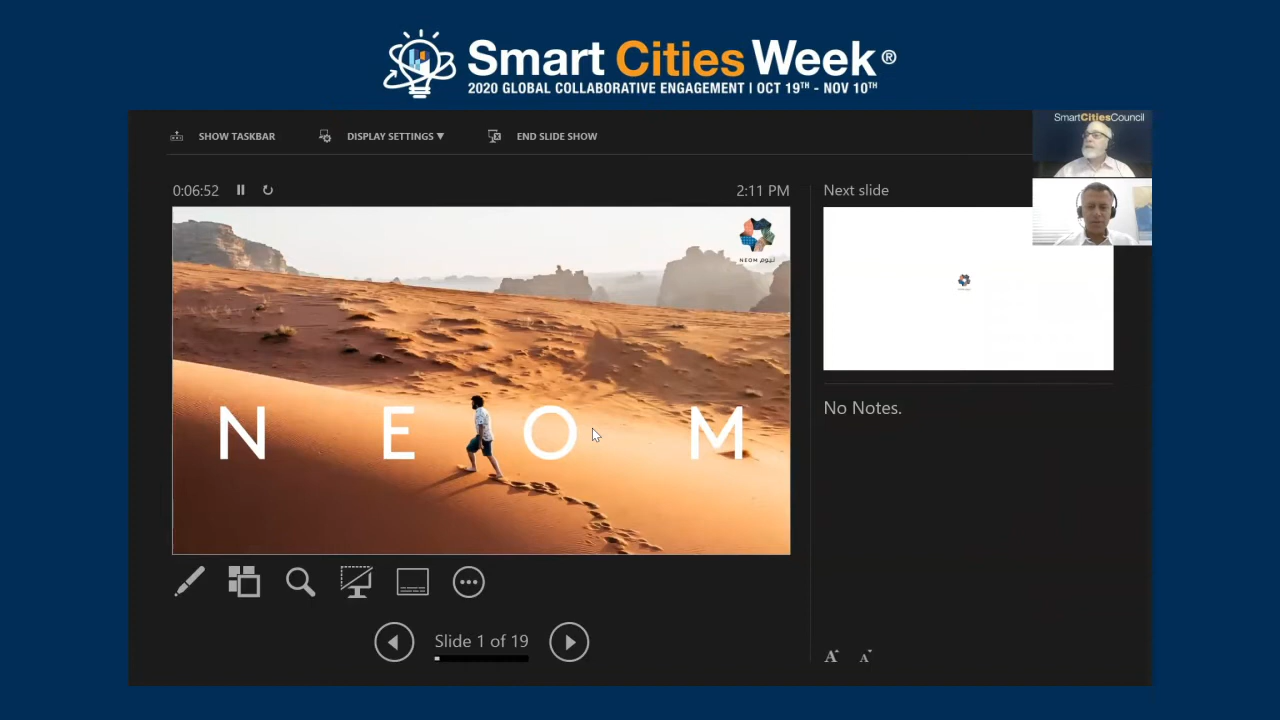 Smart Cities Week®
2020 GLOBAL COLLABORATIVE ENGAGEMENT | OCT 19TH - NOV 10TH
SHOW TASKBAR
DISPLAY SETTINGS ▼
END SLIDE SHOW
SmartCitiesCouncil
0:06:52
2:11 PM
Next slide
NEOM نيوم
N E O M
No Notes.
Slide 1 of 19
A A